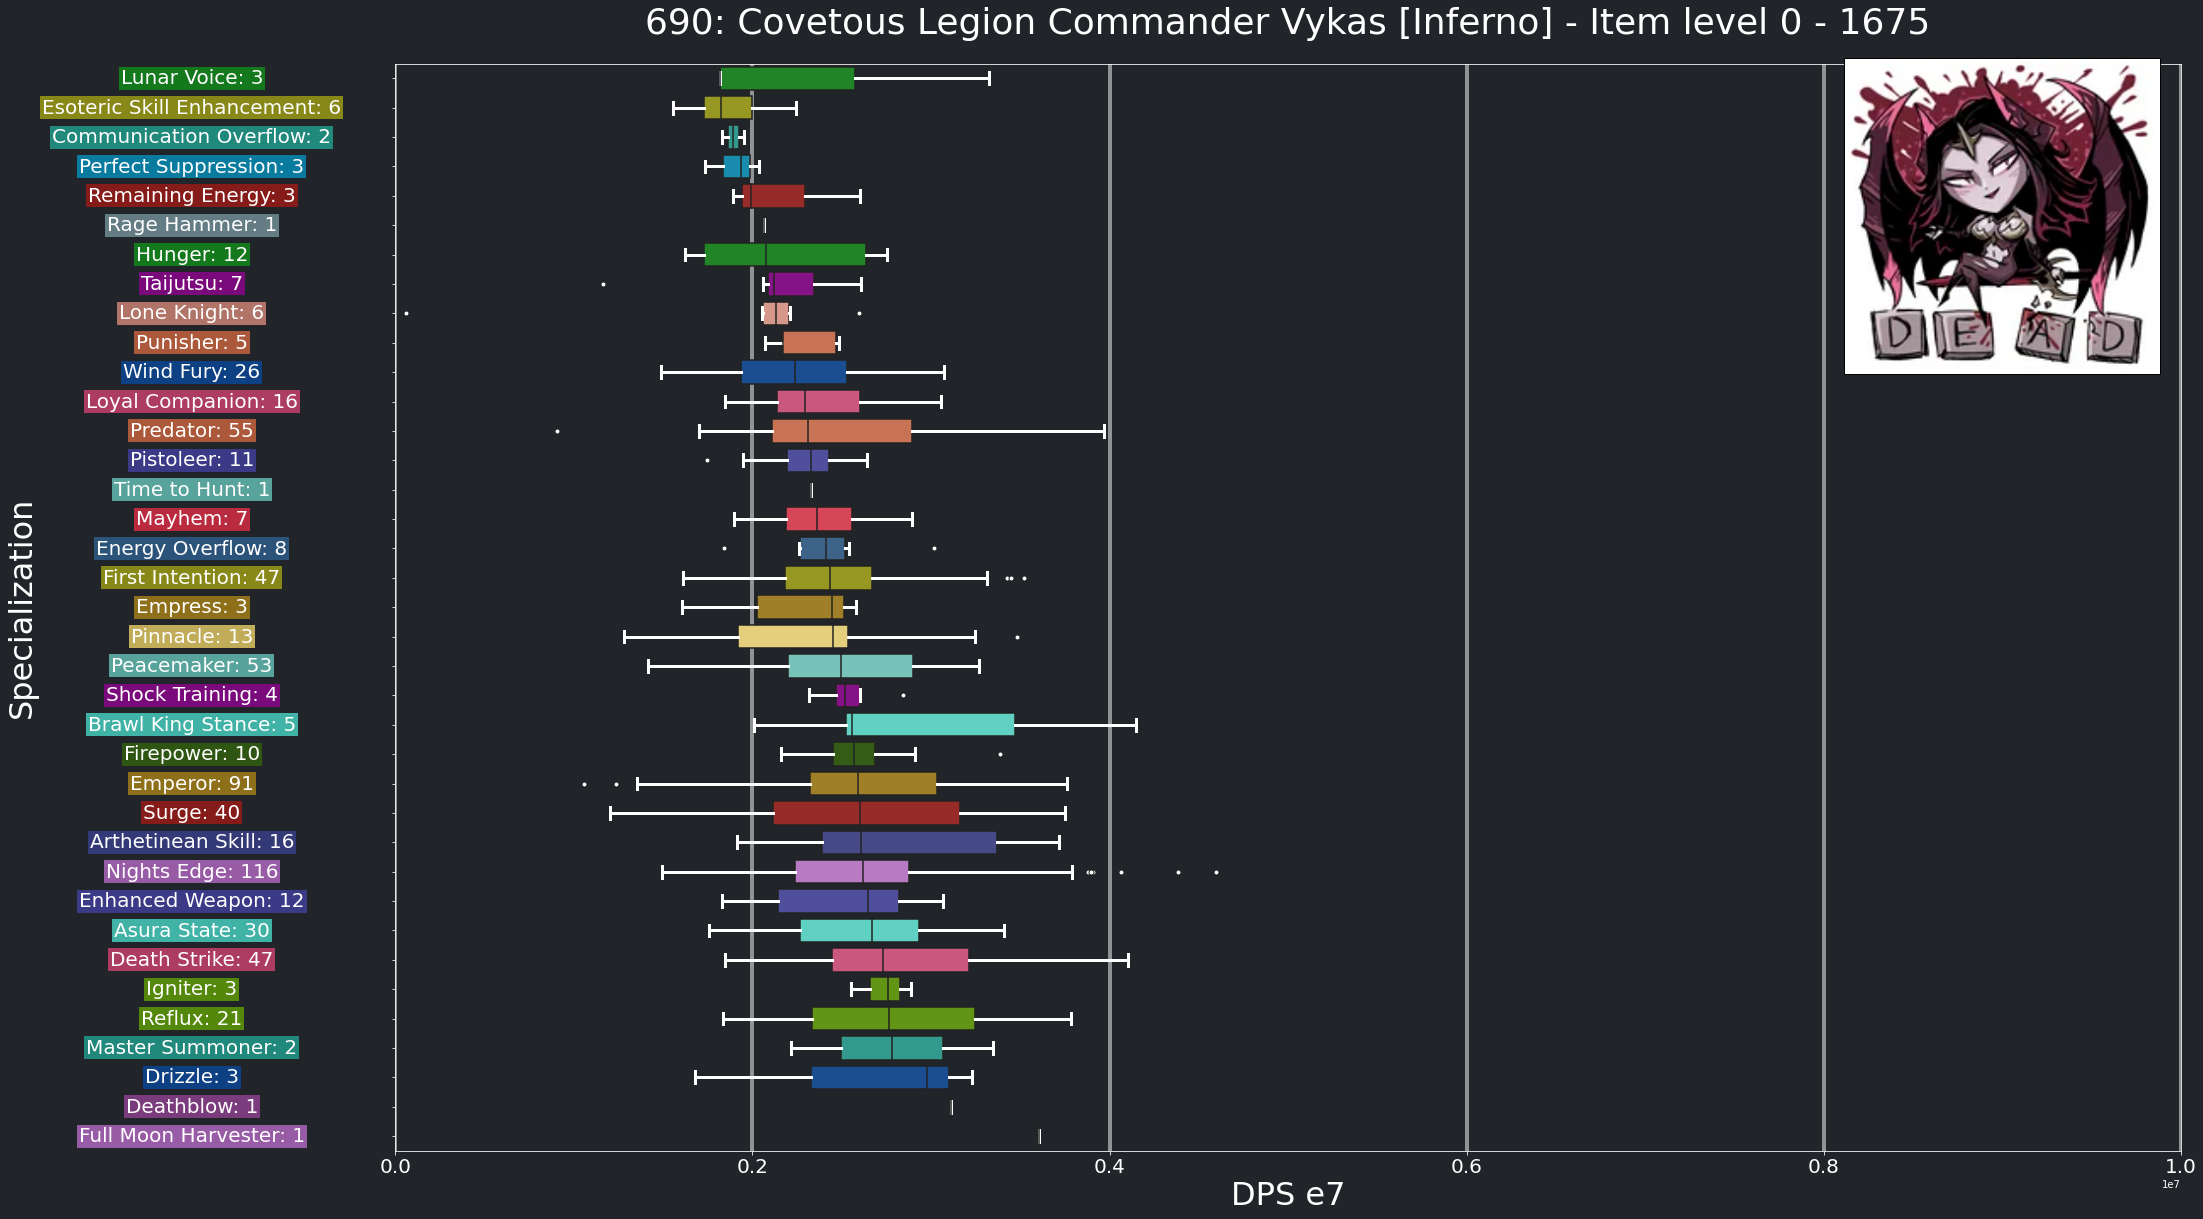 690: Covetous Legion Commander Vykas [Inferno] - Item level 0 - 1675
Lunar Voice: 3
Esoteric Skill Enhancement: 6
Communication Overflow: 2
Perfect Suppression: 3
Remaining Energy: 3
Rage Hammer: 1
Hunger: 12
Taijutsu: 7
Lone Knight: 6
Punisher: 5
Wind Fury: 26
Loyal Companion: 16
Predator: 55
Pistoleer: 11
Time to Hunt: 1
Mayhem: 7
Energy Overflow: 8
First Intention: 47
Empress: 3
Pinnacle: 13
Peacemaker: 53
Shock Training: 4
Brawl King Stance: 5
Firepower: 10
Emperor: 91
Surge: 40
Arthetinean Skill: 16
Nights Edge: 116
Enhanced Weapon: 12
Asura State: 30
Death Strike: 47
Igniter: 3
Reflux: 21
Master Summoner: 2
Drizzle: 3
Deathblow: 1
Full Moon Harvester: 1
Specialization
0.0 0.2 0.4 0.6 0.8 1.0
1e7
DPS e7
D E A D